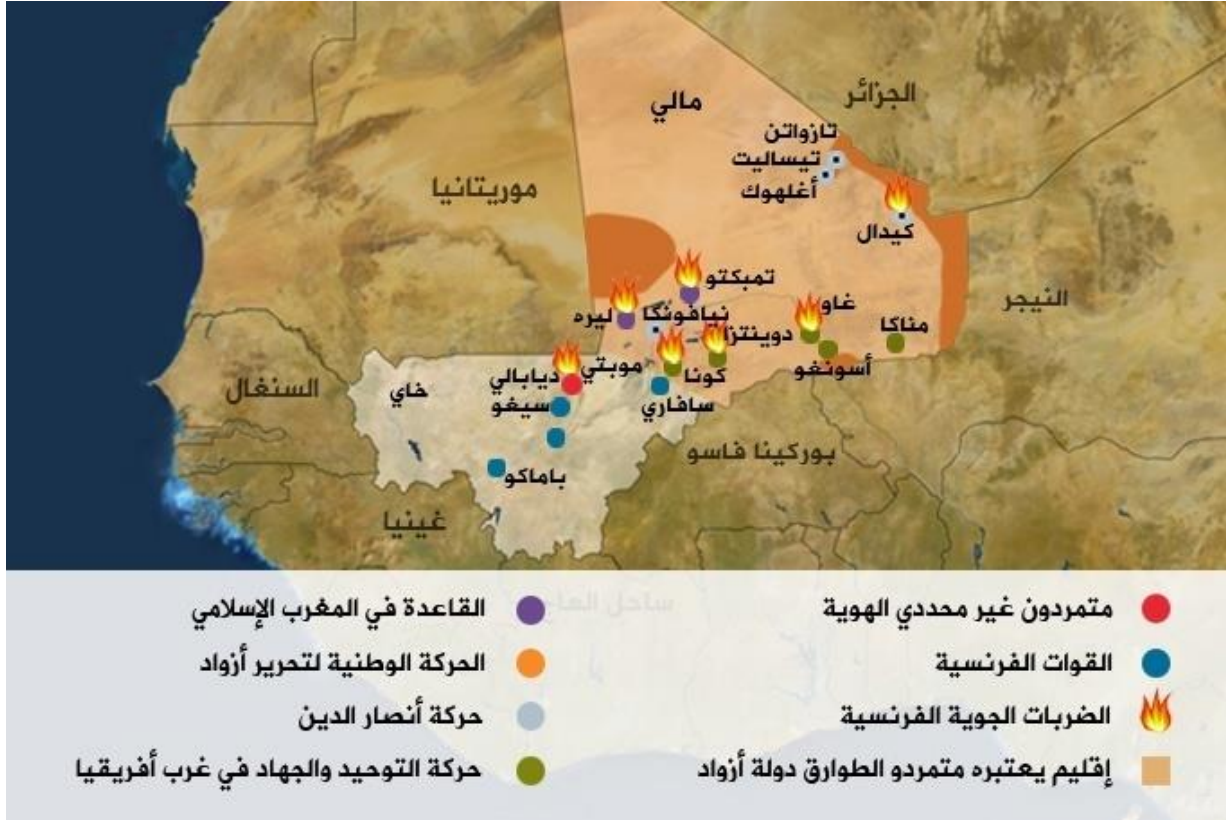 الجزائر
مالي
تازواتن
تيساليت
أغلهوك
موريتانيا
كيدال
تمبكتو
النيجر
غاو
نيافونكا
ليره
مناكا
دوينتزا
أسونغو
موبتي
كونا
ديابالي
السنغال
خاي
سيغو
سافاري
بوركينا فاسو
باماكو
غينيا
ساحل العاج
متمردون غير محددي الهوية
القوات الفرنسية
الضربات الجوية الفرنسية
إقليم يعتبره متمردو الطوارق دولة أزواد
القاعدة في المغرب الإسلامي
الحركة الوطنية لتحرير أزواد
حركة أنصار الدين
حركة التوحيد والجهاد في غرب أفريقيا